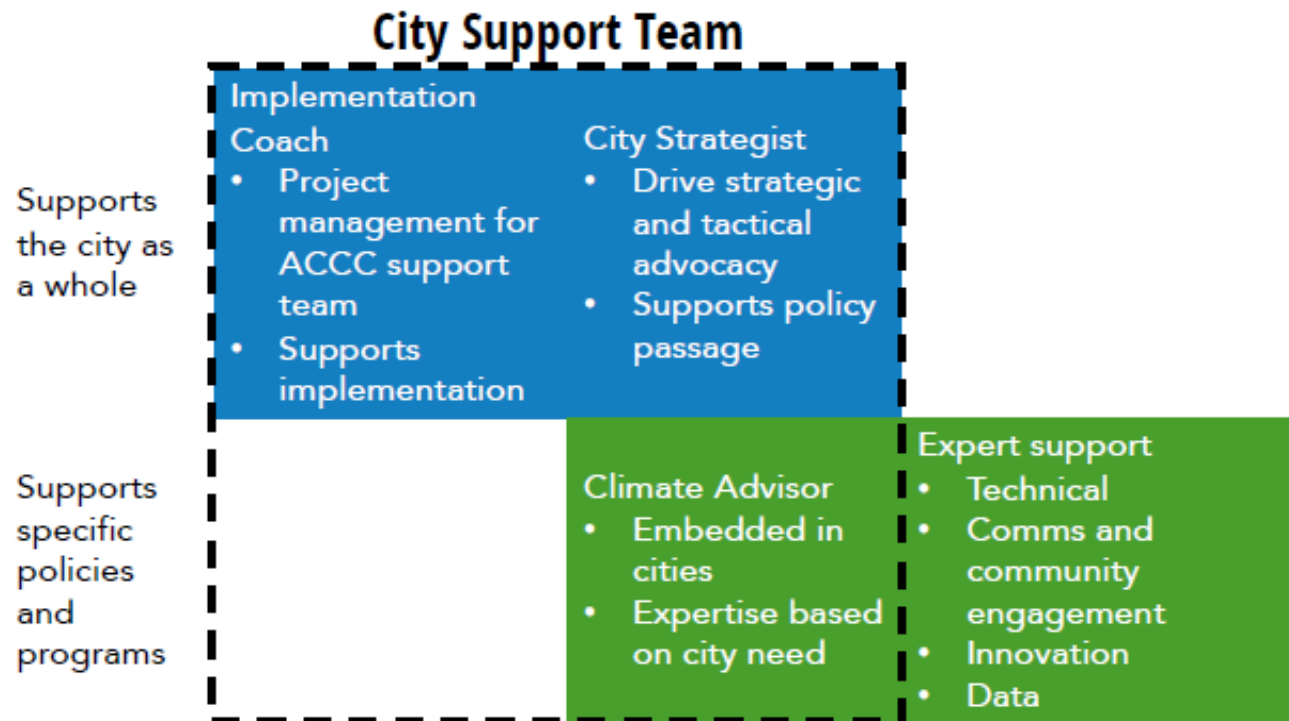 City Support Team
Supports
the city as
a whole
Implementation
Coach
• Project
management for
ACCC support
team
• Supports
implementation
City Strategist
• Drive strategic
and tactical
advocacy
• Supports policy
passage
Supports
specific
policies
and
programs
Climate Advisor
• Embedded in
cities
• Expertise based
on city need
Expert support
• Technical
• Comms and
community
engagement
• Innovation
• Data